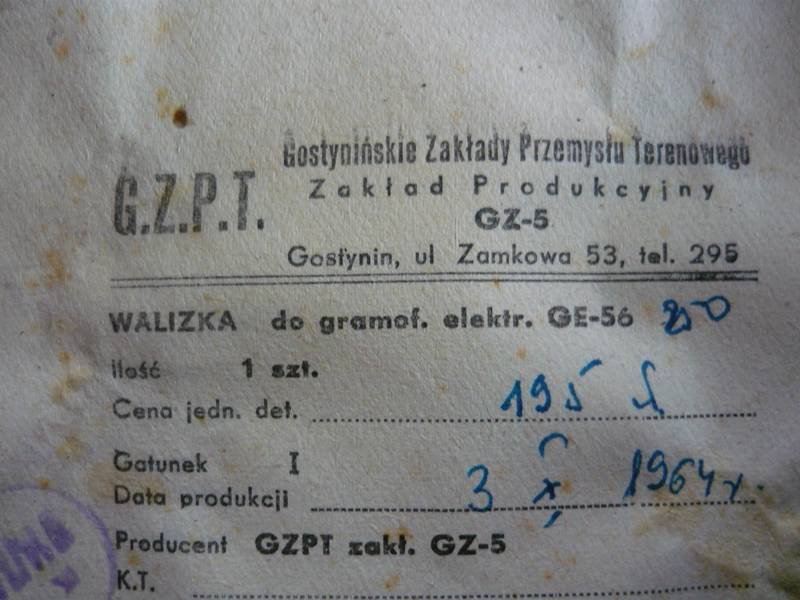 Gostynińskie Zakłady Przemysłu Terenowego
G.Z.P.T.
Zakład Produkcyjny
GZ-5
Gostynin, ul Zamkowa 53, tel. 295
WALIZKA do gramof. elektr. GE-56
ilość 1 szt.
Cena jedn. det. 195
Gatunek I
Data produkcji 3 X 1964 r.
Producent GZPT zakł. GZ-5
K.T.